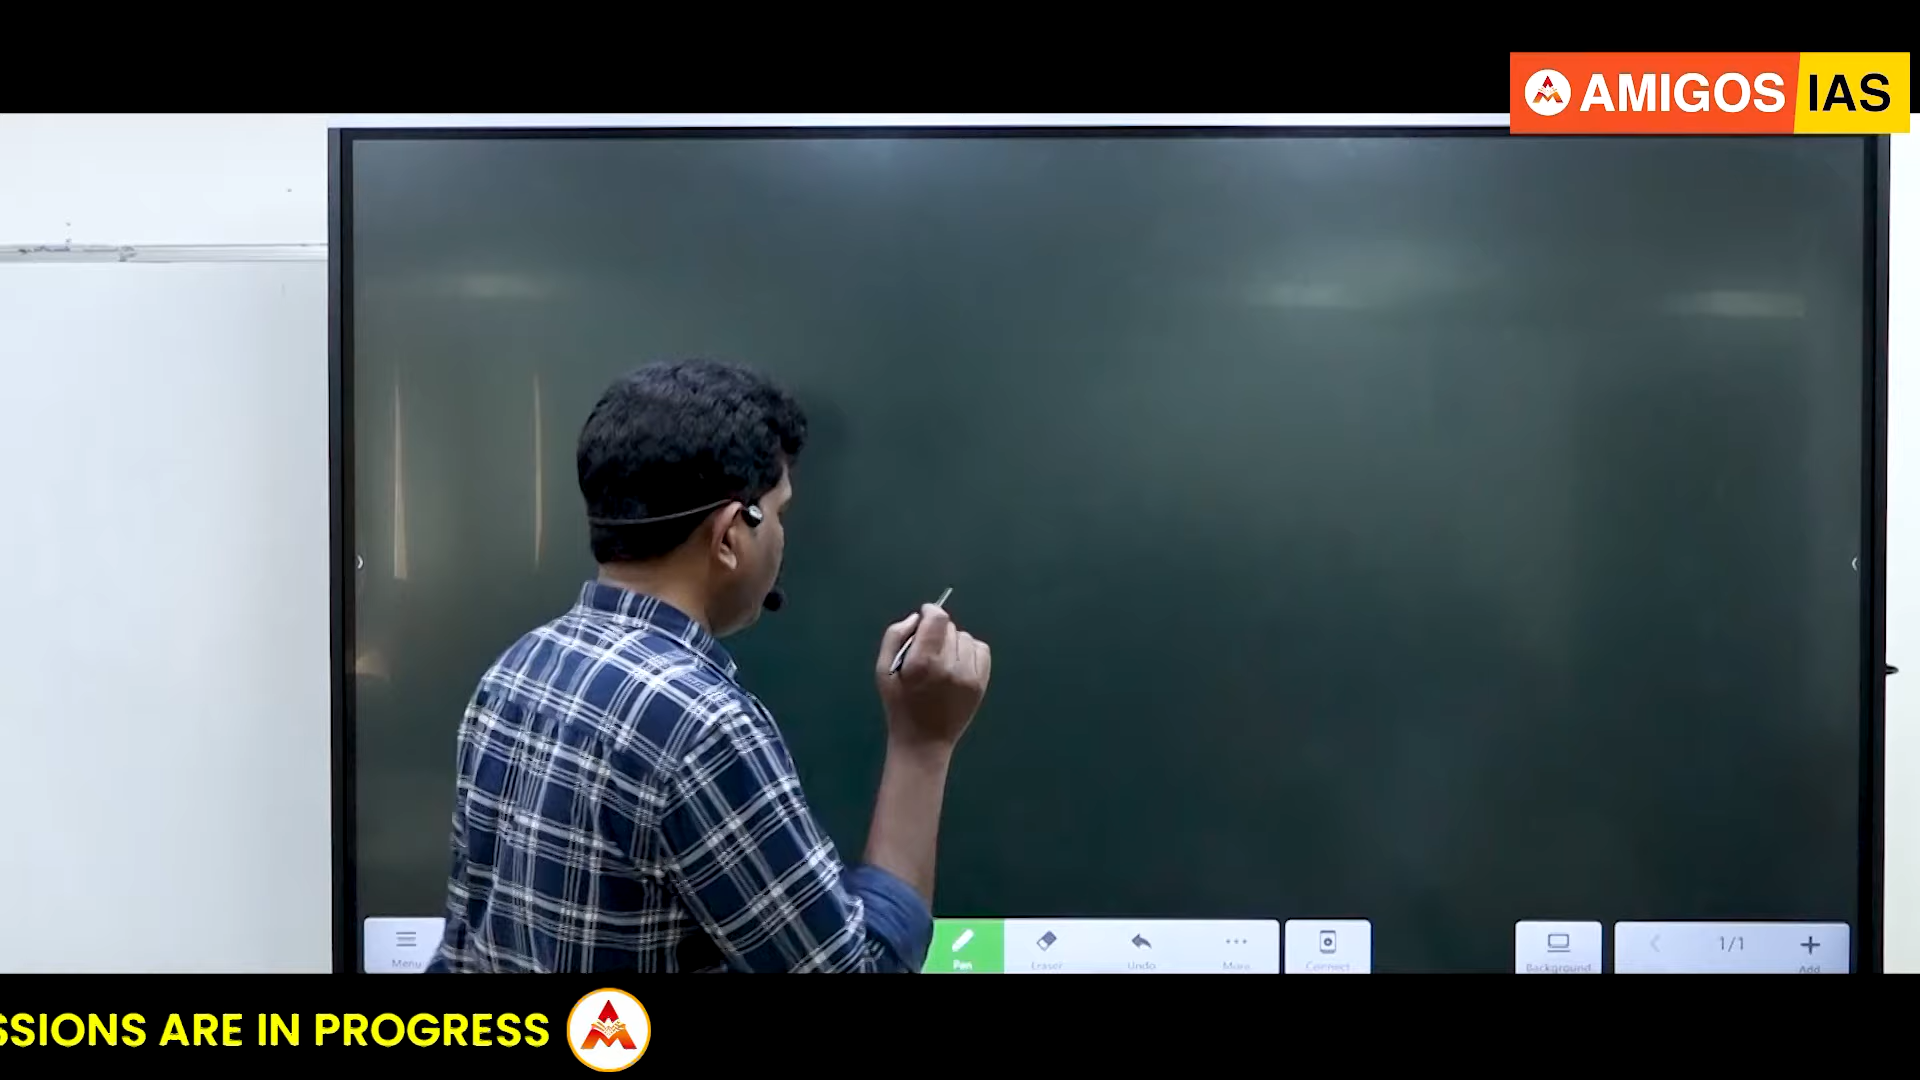 AMIGOS IAS
Menu
Pen
Eraser
Undo
More
Connect
Background
1/1
Add
SSIONS ARE IN PROGRESS